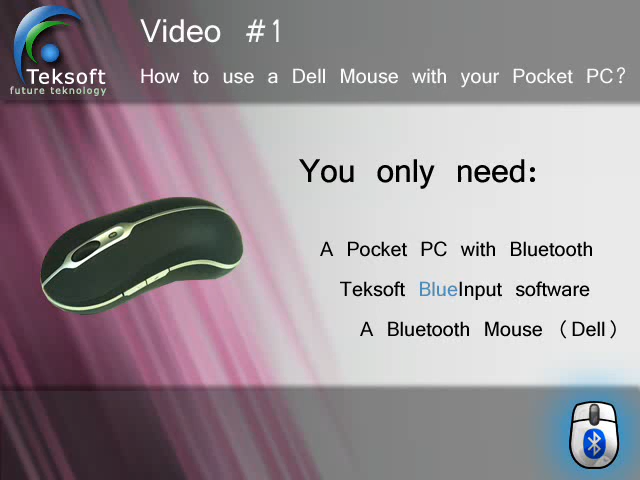 Video #1
Teksoft
future teknology
How to use a Dell Mouse with your Pocket PC?
You only need:
A Pocket PC with Bluetooth
Teksoft BlueInput software
A Bluetooth Mouse (Dell)